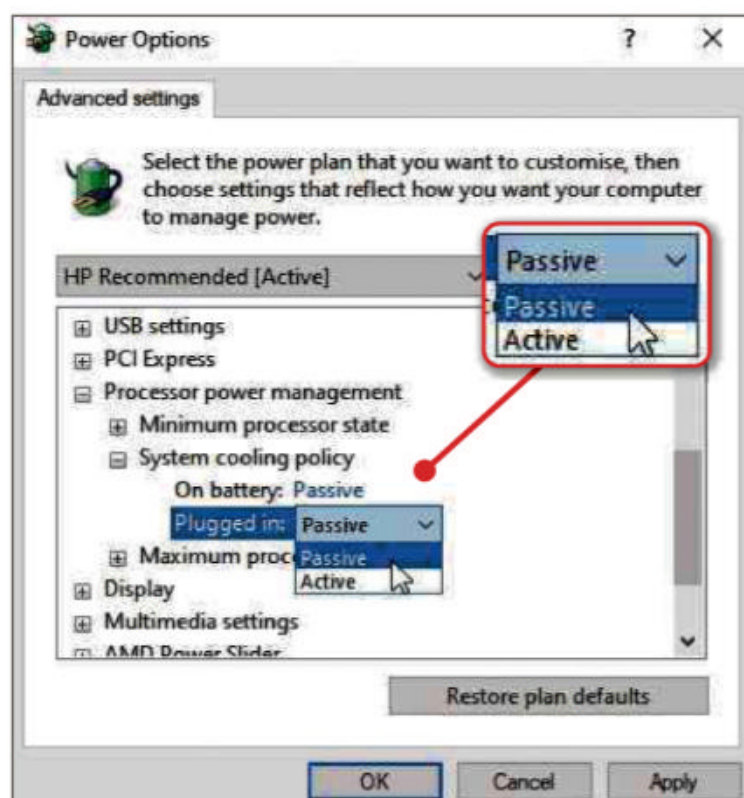 Power Options
?
×
Advanced settings
Select the power plan that you want to customise, then
choose settings that reflect how you want your computer
to manage power.
HP Recommended [Active]
Passive
Passive
Active
USB settings
PCI Express
Processor power management
Minimum processor state
System cooling policy
On battery: Passive
Plugged in: Passive
Maximum proc
Passive
Active
Display
Multimedia settings
AMD Power Slider
Restore plan defaults
OK
Cancel
Apply